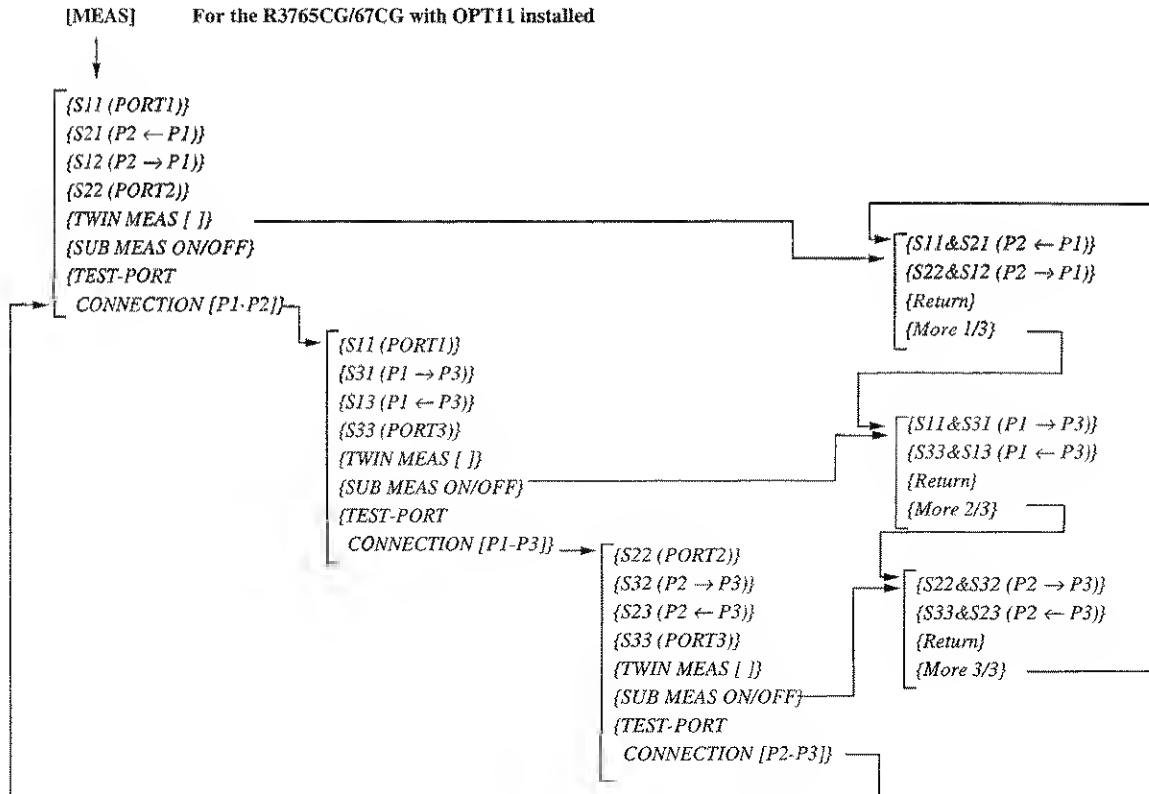 [MEAS] For the R3765CG/67CG with OPT11 installed
{S11 (PORT1)}
{S21 (P2 ← P1)}
{S12 (P2 → P1)}
{S22 (PORT2)}
{TWIN MEAS [ ]}
{SUB MEAS ON/OFF}
{TEST-PORT
CONNECTION [P1-P2]}
{S11 (PORT1)}
{S31 (P1 → P3)}
{S13 (P1 ← P3)}
{S33 (PORT3)}
{TWIN MEAS [ ]}
{SUB MEAS ON/OFF}
{TEST-PORT
CONNECTION [P1-P3]}
{S22 (PORT2)}
{S32 (P2 → P3)}
{S23 (P2 ← P3)}
{S33 (PORT3)}
{TWIN MEAS [ ]}
{SUB MEAS ON/OFF}
{TEST-PORT
CONNECTION [P2-P3]}
{S11&S21 (P2 ← P1)}
{S22&S12 (P2 → P1)}
{Return}
{More 1/3}
{S11&S31 (P1 → P3)}
{S33&S13 (P1 ← P3)}
{Return}
{More 2/3}
{S22&S32 (P2 → P3)}
{S33&S23 (P2 ← P3)}
{Return}
{More 3/3}